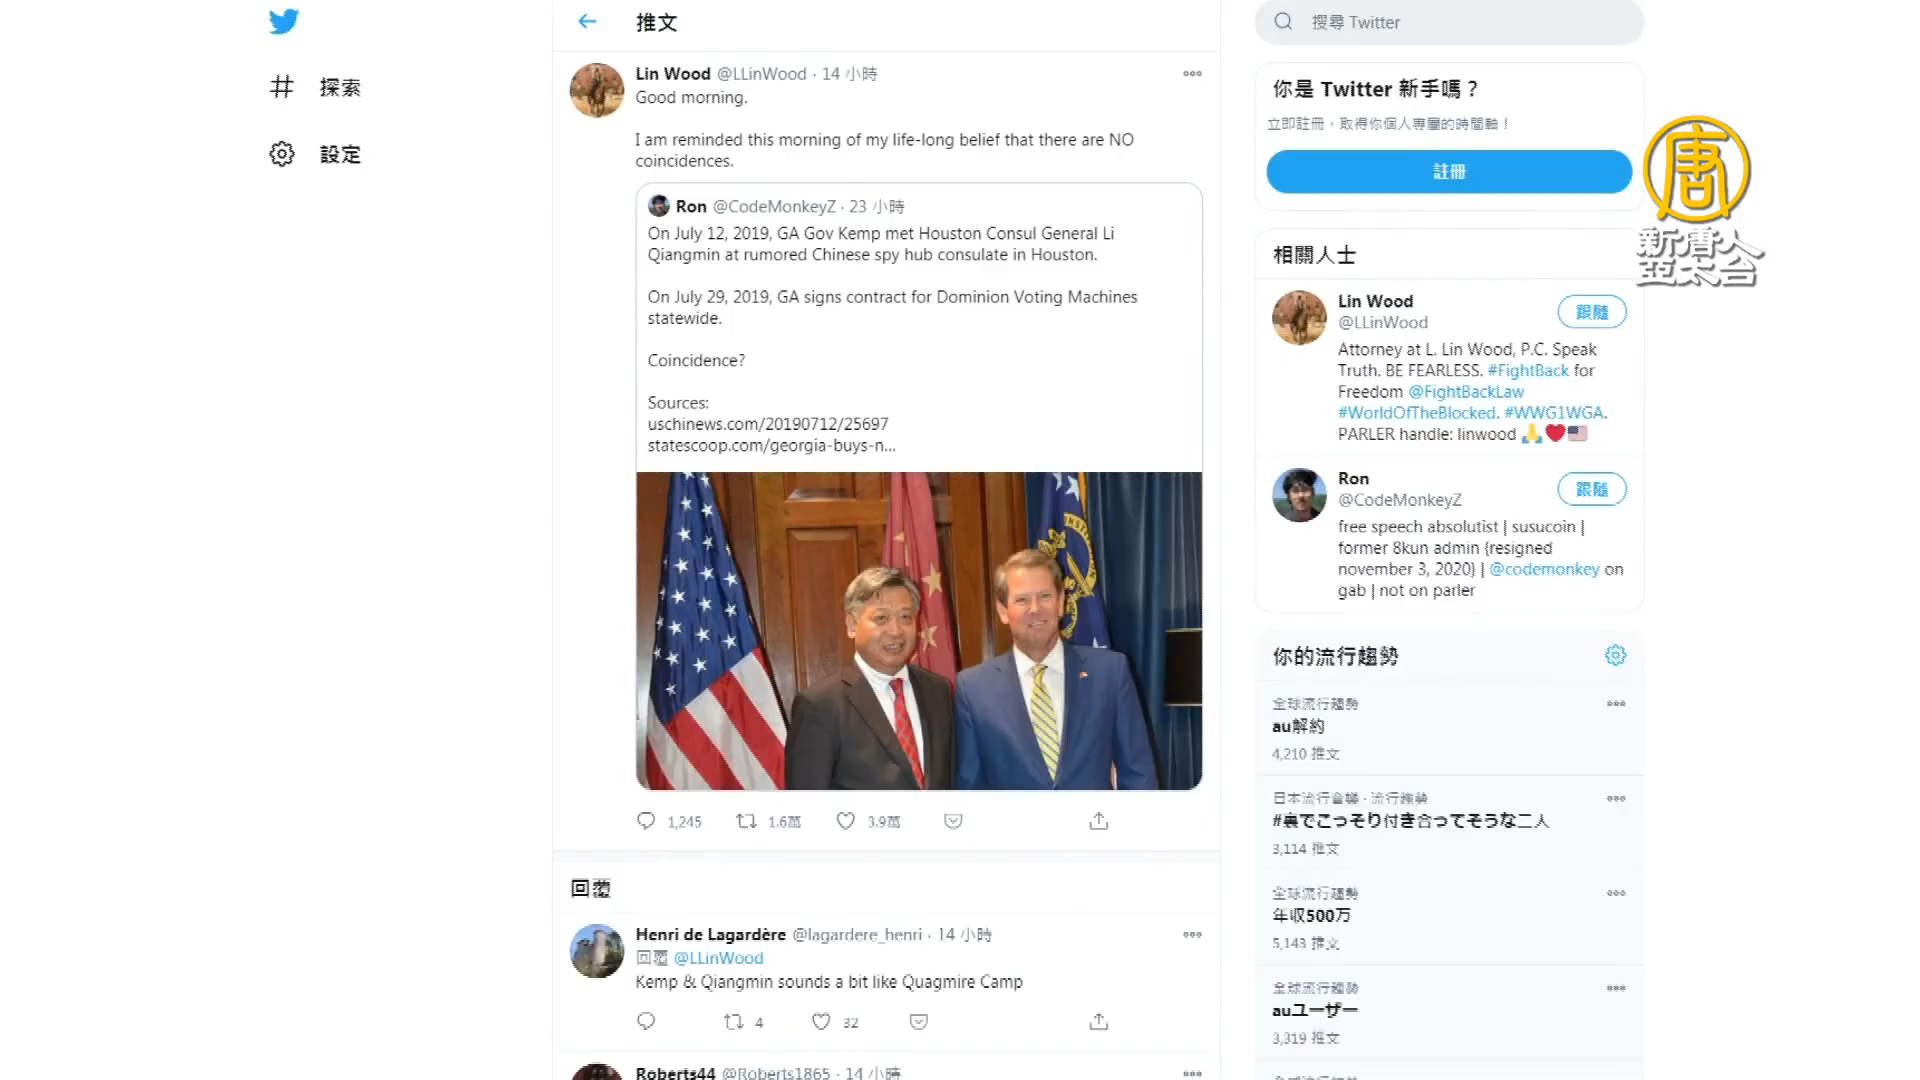 探索
設定
推文
Lin Wood @LLinWood · 14 小時
Good morning.
I am reminded this morning of my life-long belief that there are NO
coincidences.
Ron @CodeMonkeyZ · 23 小時
On July 12, 2019, GA Gov Kemp met Houston Consul General Li
Qiangmin at rumored Chinese spy hub consulate in Houston.
On July 29, 2019, GA signs contract for Dominion Voting Machines
statewide.
Coincidence?
Sources:
uschinews.com/20190712/25697
statescoop.com/georgia-buys-n...
1,245
1.6萬
3.9萬
回覆
Henri de Lagardère @lagardere_henri · 14 小時
回覆 @LLinWood
Kemp & Qiangmin sounds a bit like Quagmire Camp
4
32
Roberts44 @Roberts1865 · 14 小時
搜尋 Twitter
你是 Twitter 新手嗎？
立即註冊，取得你個人專屬的時間軸！
註冊
相關人士
Lin Wood
@LLinWood
跟隨
Attorney at L. Lin Wood, P.C. Speak
Truth. BE FEARLESS. #FightBack for
Freedom @FightBackLaw
#WorldOfTheBlocked. #WWG1WGA.
PARLER handle: linwood 🙏❤️🇺🇸
Ron
@CodeMonkeyZ
跟隨
free speech absolutist | susucoin |
former 8kun admin {resigned
november 3, 2020} | @codemonkey on
gab | not on parler
你的流行趨勢
全球流行趨勢
au解約
4,210 推文
日本流行音樂 · 流行趨勢
#裏でこっそり付き合ってそうな二人
3,114 推文
全球流行趨勢
年収500万
5,143 推文
全球流行趨勢
auユーザー
3,319 推文
唐
新唐人
亞太台